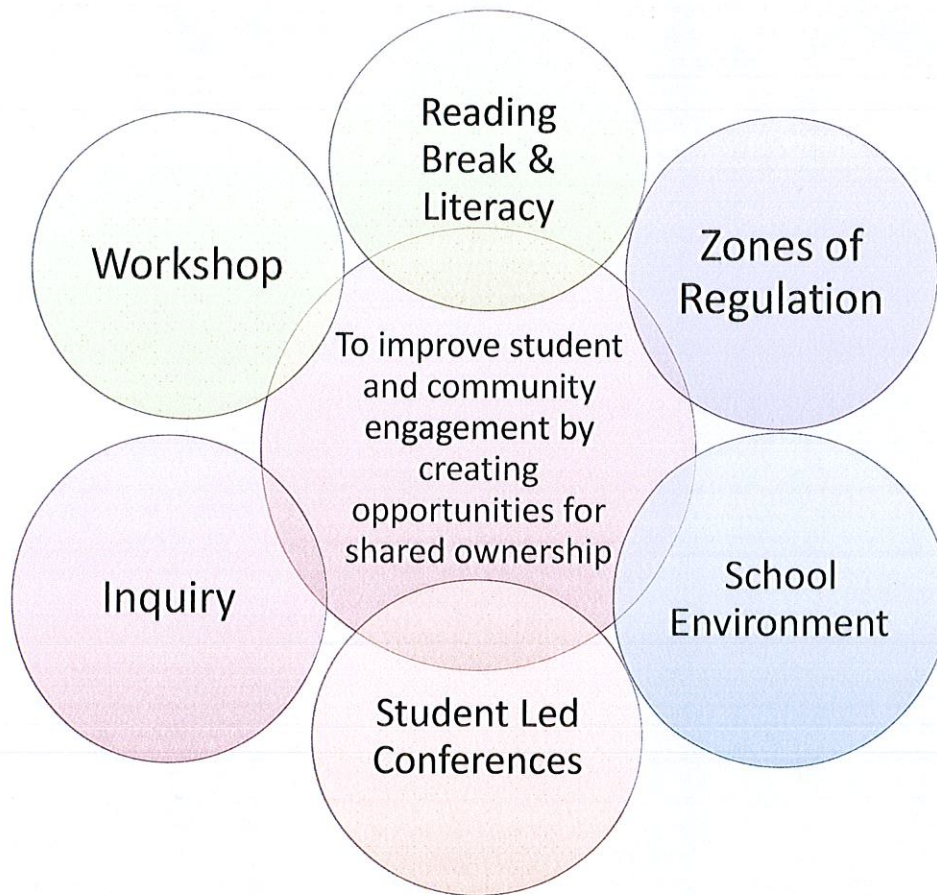 Reading
Break &
Literacy
Zones of
Regulation
School
Environment
Student Led
Conferences
Inquiry
Workshop
To improve student
and community
engagement by
creating
opportunities for
shared ownership